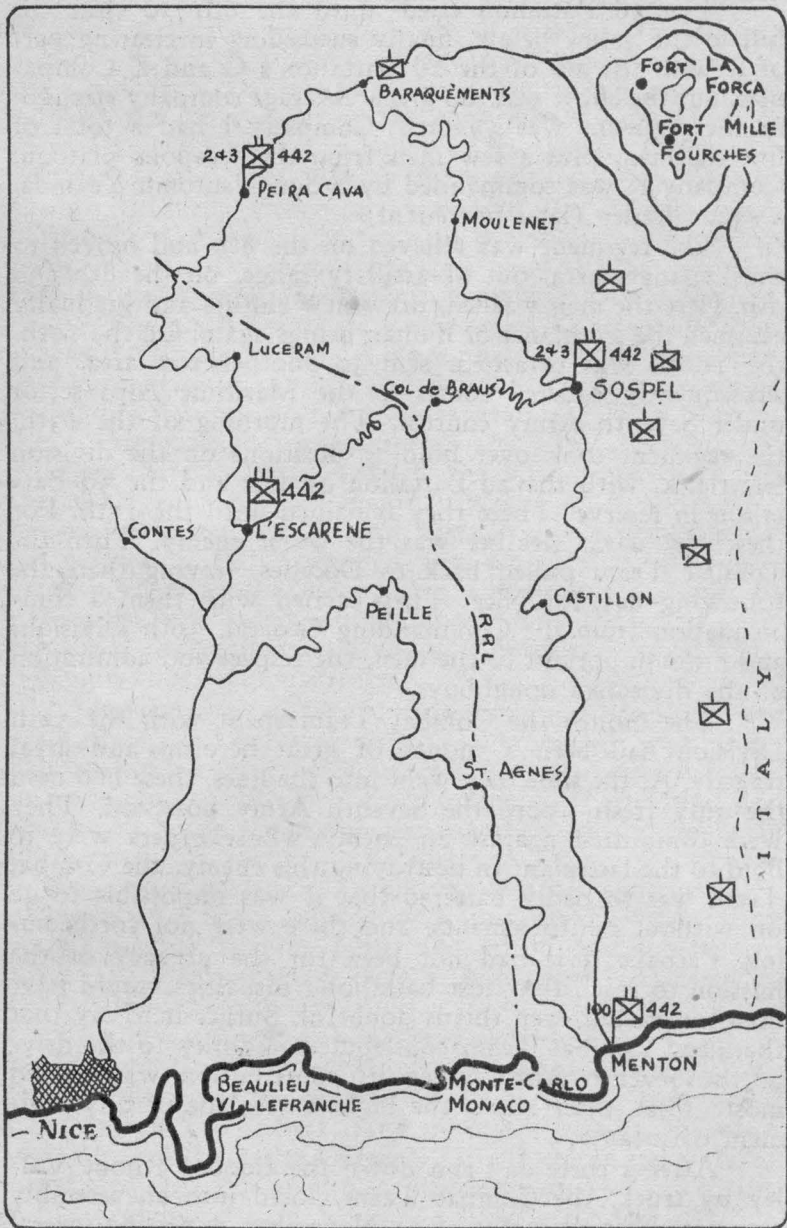 FORT LA
FORCA
MILLE
FORT
FOURCHES
BARAQUÈMENTS
243 442
PEIRA CAVA
MOULENET
LUCERAM
243 442
COL de BRAUS
SOSPEL
442
L'ESCARENE
CONTES
CASTILLON
PEILLE
RRL
ITALY
ST. AGNES
100 442
MENTON
BEAULIEU
VILLEFRANCHE
MONTE-CARLO
MONACO
NICE